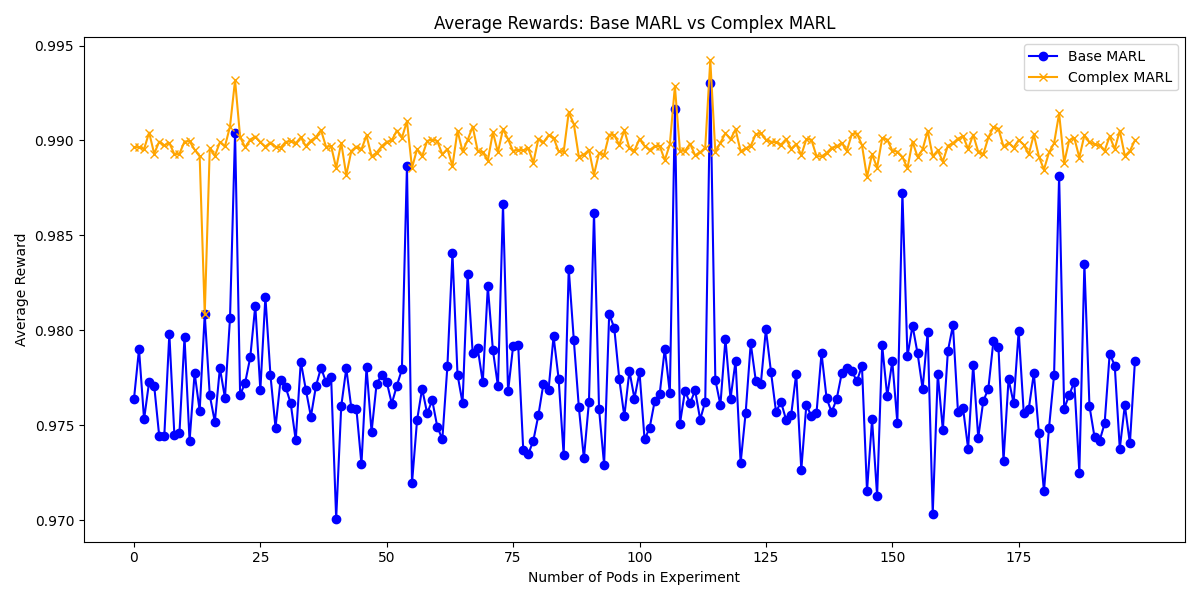 Average Rewards: Base MARL vs Complex MARL
Base MARL
Complex MARL
Average Reward
0.995
0.990
0.985
0.980
0.975
0.970
0 25 50 75 100 125 150 175
Number of Pods in Experiment